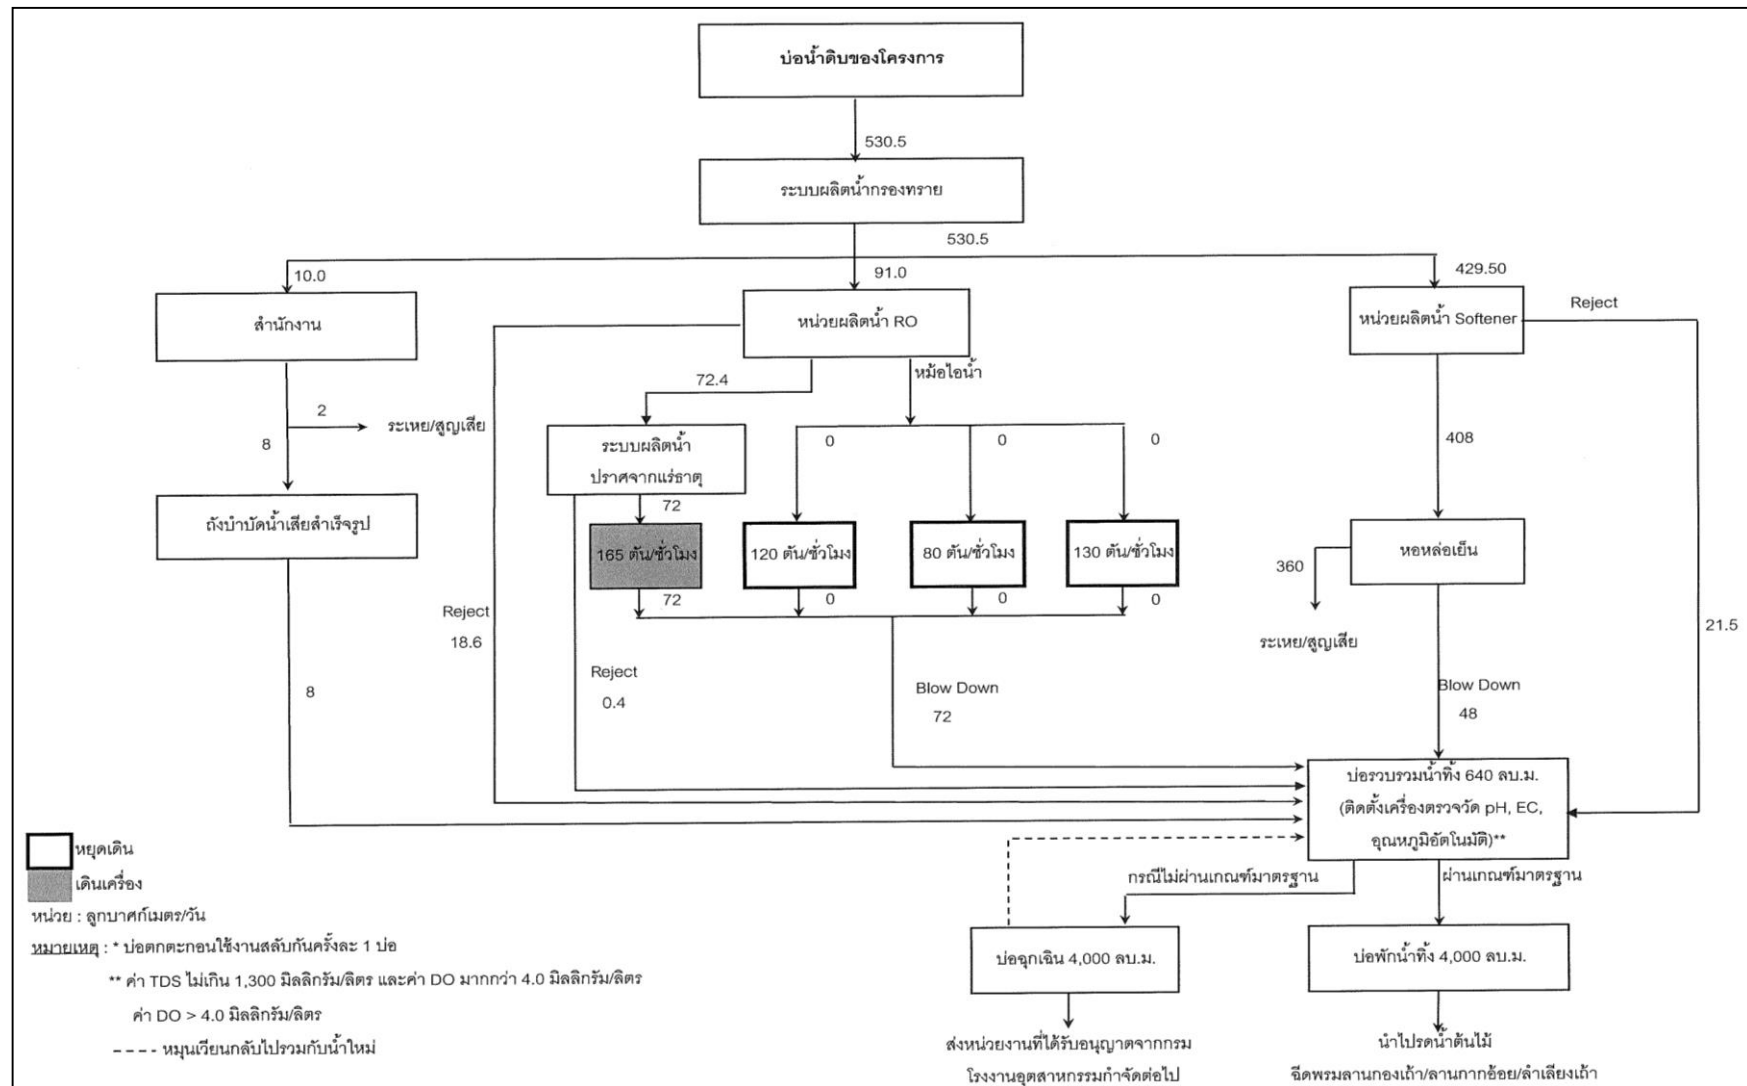 บ่อน้ำดิบของโครงการ
530.5
ระบบผลิตน้ำกรองทราย
530.5
10.0
91.0
429.50
สำนักงาน
หน่วยผลิตน้ำ RO
หน่วยผลิตน้ำ Softener
Reject
72.4
หม้อไอน้ำ
2
ระเหย/สูญเสีย
8
ระบบผลิตน้ำ
ปราศจากแร่ธาตุ
0
0
0
408
72
ถังบำบัดน้ำเสียสำเร็จรูป
165 ตัน/ชั่วโมง
120 ตัน/ชั่วโมง
80 ตัน/ชั่วโมง
130 ตัน/ชั่วโมง
หอหล่อเย็น
360
72
0
0
0
Reject
18.6
ระเหย/สูญเสีย
21.5
Reject
0.4
8
Blow Down
72
Blow Down
48
บ่อรวบรวมน้ำทิ้ง 640 ลบ.ม.
(ติดตั้งเครื่องตรวจวัด pH, EC,
อุณหภูมิอัตโนมัติ)**
หยุดเดิน
เดินเครื่อง
กรณีไม่ผ่านเกณฑ์มาตรฐาน
ผ่านเกณฑ์มาตรฐาน
หน่วย : ลูกบาศก์เมตร/วัน
หมายเหตุ : * บ่อตกตะกอนใช้งานสลับกันครั้งละ 1 บ่อ
** ค่า TDS ไม่เกิน 1,300 มิลลิกรัม/ลิตร และค่า DO มากกว่า 4.0 มิลลิกรัม/ลิตร
ค่า DO > 4.0 มิลลิกรัม/ลิตร
---- หมุนเวียนกลับไปรวมกับน้ำใหม่
บ่อฉุกเฉิน 4,000 ลบ.ม.
บ่อพักน้ำทิ้ง 4,000 ลบ.ม.
ส่งหน่วยงานที่ได้รับอนุญาตจากกรม
โรงงานอุตสาหกรรมกำจัดต่อไป
นำไปรดน้ำต้นไม้
ฉีดพรมลานกองเถ้า/ลานกากอ้อย/ลำเลียงเถ้า